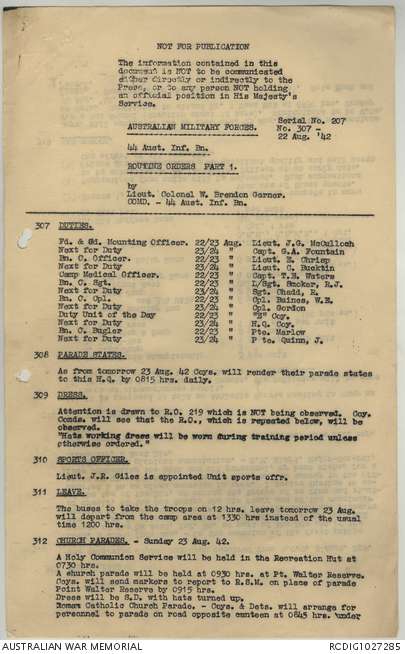 NOT FOR PUBLICATION
The information contained in this
document is NOT to be communicated
either directly or indirectly to the
Press, or to any person NOT holding
an official position in His Majesty's
Service.
Serial No. 207
AUSTRALIAN MILITARY FORCES. No. 307 -
22 Aug. '42
44 Aust. Inf. Bn.
ROUTINE ORDERS PART 1.
by
Lieut. Colonel W. Brendon Garner.
COMD. - 44 Aust. Inf. Bn.
307 DUTIES.
Fd. & Mounting Officer. 22/23 Aug. Lieut. J.G. McCulloch
Next for Duty 23/24 " Capt. G.A. Fountain
Bn. O. Officer. 22/23 " Lieut. E. Chrisp
Next for Duty 23/24 " Lieut. C. Bucktin
Camp Medical Officer. 22/23 " Capt. T.E. Waters
Bn. O. Sgt. 22/23 " L/Sgt. Smoker, R.J.
Next for Duty 23/24 " Sgt. Chadd, R.
Bn. O. Cpl. 22/23 " Cpl. Baines, W.E.
Next for Duty 23/24 " Cpl. Gordon
Duty Unit of the Day 22/23 " Coy.
Next for Duty 23/24 " H.Q. Coy.
Bn. Bugler 22/23 " Pte. Marlow
Next for Duty 23/24 " P te. Quinn, J.
308 PARADE STATES.
As from tomorrow 23 Aug. 42 Coys. will render their parade states
to this H.Q. by 0815 hrs. daily.
309 DRESS.
Attention is drawn to R.O. 219 which is NOT being observed. Coy.
Comds. will see that the R.O., which is repeated below, will be
observed.
"Hats working dress will be worn during training period unless
otherwise ordered."
310 SPORTS OFFICER.
Lieut. J.R. Giles is appointed Unit sports offr.
311 LEAVE.
The buses to take the troops on 12 hrs. leave tomorrow 23 Aug.
will depart from the camp area at 1330 hrs instead of the usual
time 1200 hrs.
312 CHURCH PARADES. - Sunday 23 Aug. 42.
A Holy Communion Service will be held in the Recreation Hut at
0730 hrs.
A church parade will be held at 0930 hrs. at Pt. Walter Reserve.
Coys. will send markers to report to R.S.M. on place of parade
Point Walter Reserve by 0915 hrs.
Dress will be S.D. with hats turned up.
Roman Catholic Church Parade. - Coys. & Dets. will arrange for
personnel to parade on road opposite canteen at 0845 hrs. under
AUSTRALIAN WAR MEMORIAL
RCDIG1027285